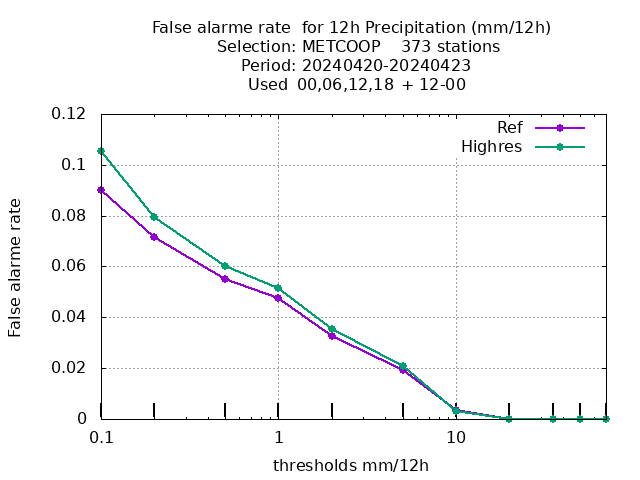 False alarme rate  for 12h Precipitation (mm/12h)
Selection: METCOOP    373 stations
Period: 20240420-20240423
Used 00,06,12,18 + 12-00
0.12
0.1
0.08
0.06
0.04
0.02
0
Ref
Highres
False alarme rate
0.1
1
10
thresholds mm/12h